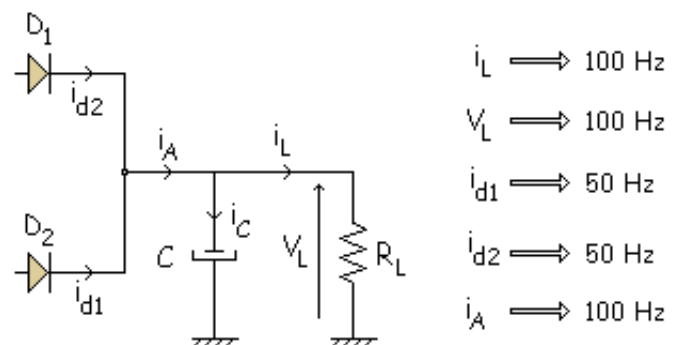 D1
id2
iA
iL
D2
id1
C
iC
VL
RL
iL ⟹ 100 Hz
VL ⟹ 100 Hz
id1 ⟹ 50 Hz
id2 ⟹ 50 Hz
iA ⟹ 100 Hz